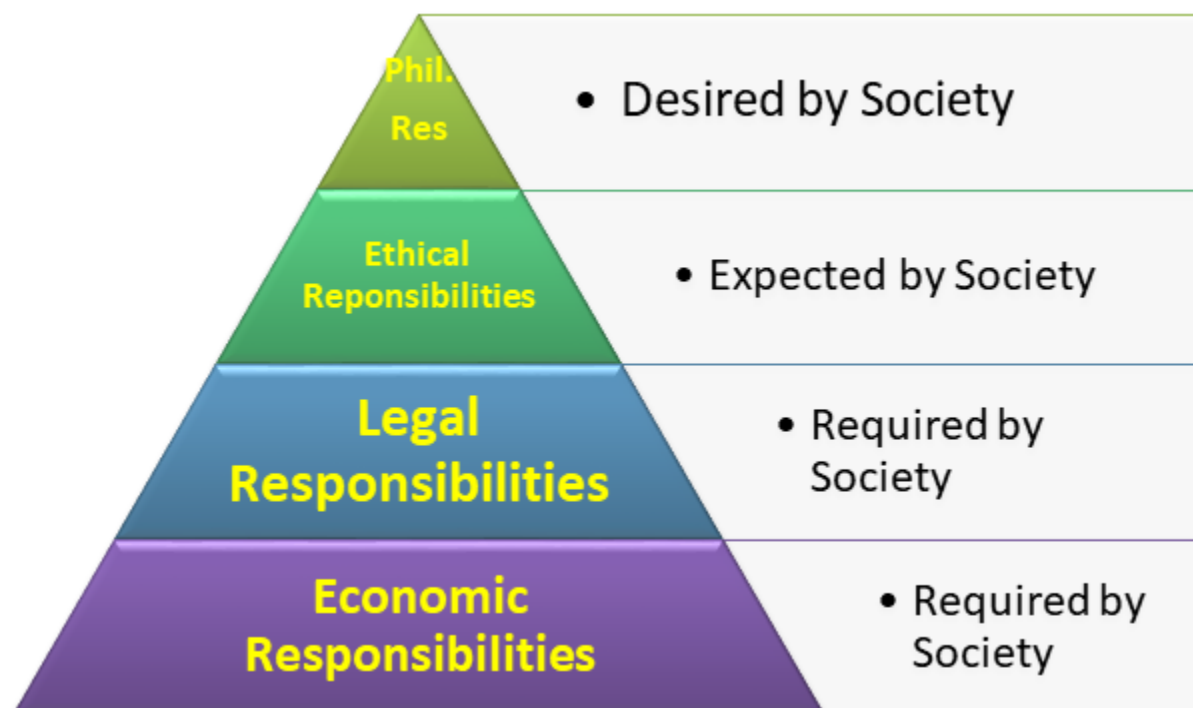 Phil.
Res
• Desired by Society
Ethical
Reponsibilities
• Expected by Society
Legal
Responsibilities
• Required by
Society
Economic
Responsibilities
• Required by
Society